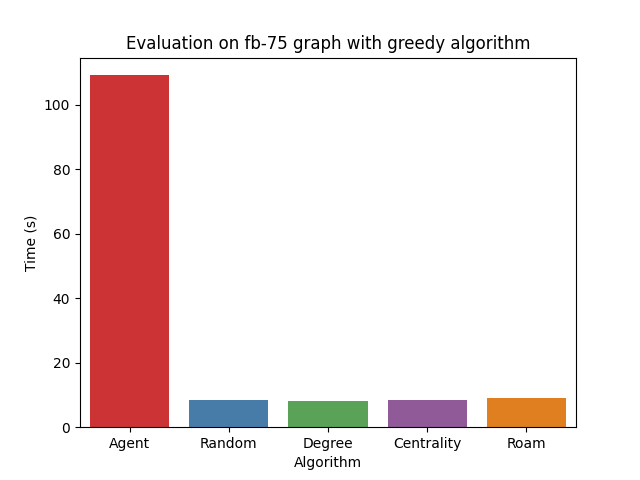 Evaluation on fb-75 graph with greedy algorithm
100
80
60
40
20
0
Time (s)
Agent Random Degree Centrality Roam
Algorithm